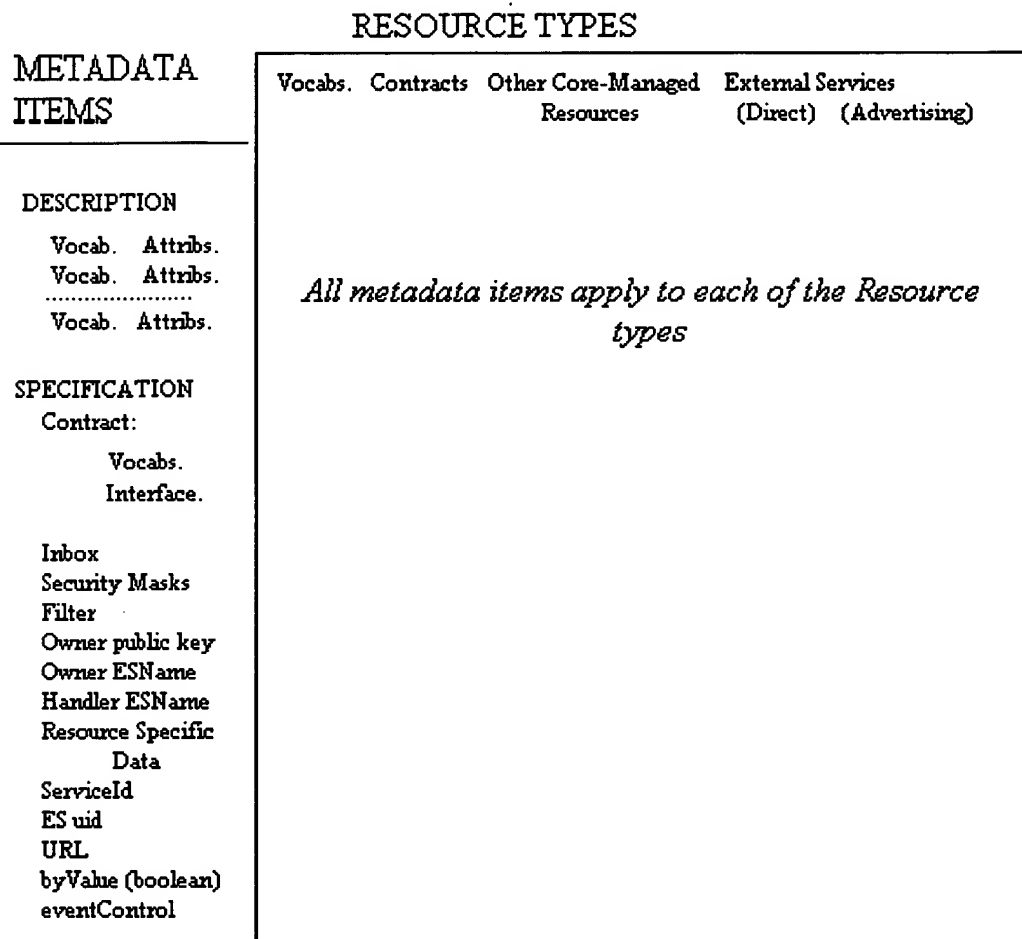 RESOURCE TYPES
METADATA
ITEMS
Vocabs. Contracts Other Core-Managed External Services
Resources (Direct) (Advertising)
DESCRIPTION
Vocab. Attribs.
Vocab. Attribs.
......................
Vocab. Attribs.
All metadata items apply to each of the Resource
types
SPECIFICATION
Contract:
Vocabs.
Interface.
Inbox
Security Masks
Filter
Owner public key
Owner ESName
Handler ESName
Resource Specific
Data
ServiceId
ES uid
URL
byValue (boolean)
eventControl